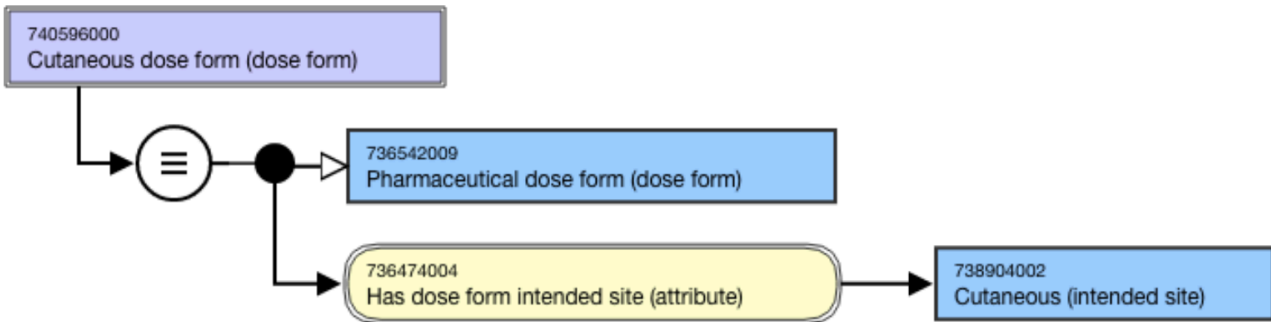 740596000
Cutaneous dose form (dose form)
736542009
Pharmaceutical dose form (dose form)
736474004
Has dose form intended site (attribute)
738904002
Cutaneous (intended site)